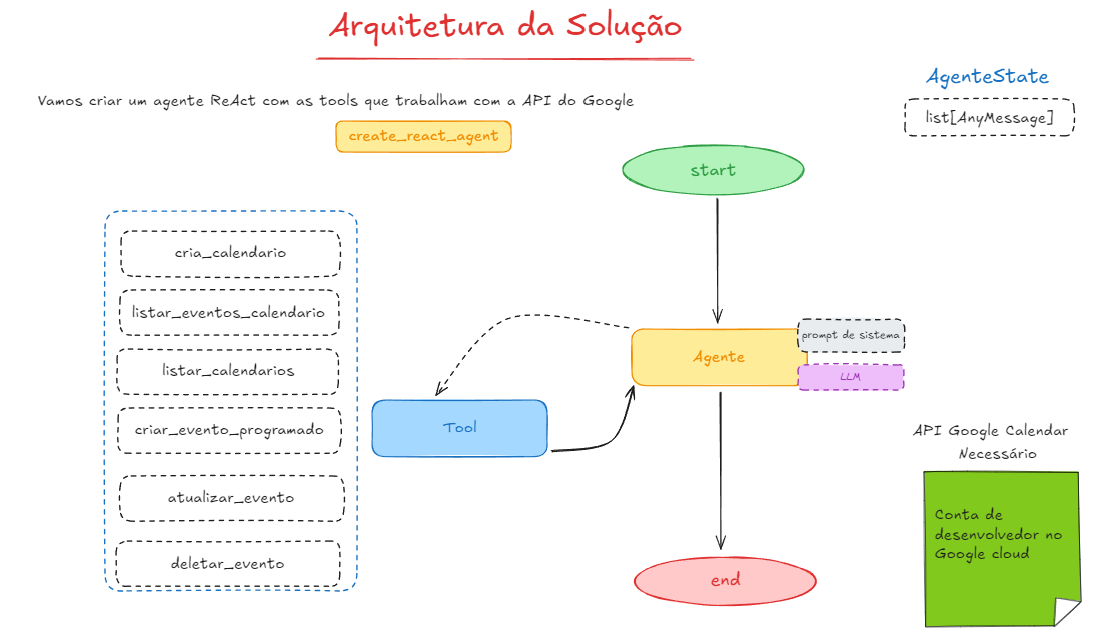 Arquitetura da Solução
Vamos criar um agente ReAct com as tools que trabalham com a API do Google
create_react_agent
AgenteState
list[AnyMessage]
start
cria_calendario
listar_eventos_calendario
listar_calendarios
criar_evento_programado
atualizar_evento
deletar_evento
Tool
Agente
prompt de sistema
LLM
end
API Google Calendar
Necessário
Conta de
desenvolvedor no
Google cloud